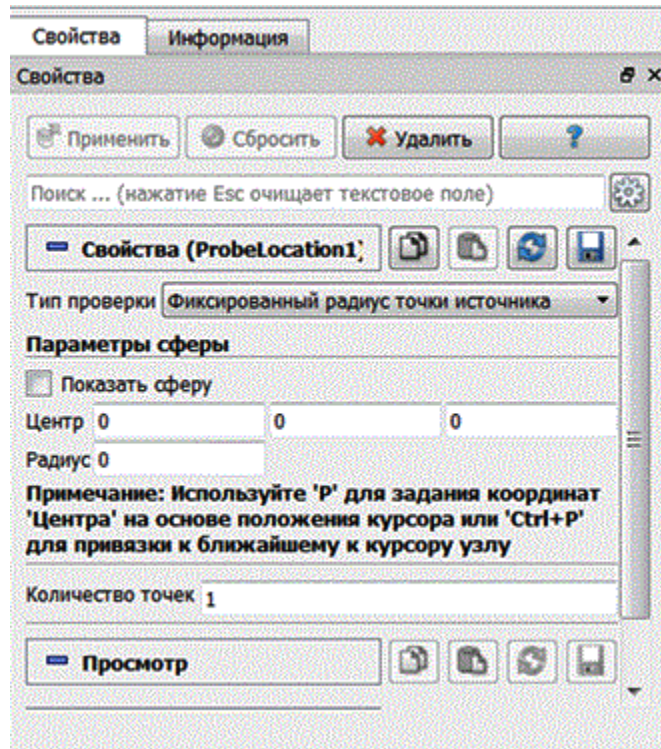 Свойства Информация
Свойства
Применить Сбросить Удалить ?
Поиск ... (нажатие Esc очищает текстовое поле)
Свойства (ProbeLocation1)
Тип проверки Фиксированный радиус точки источника
Параметры сферы
Показать сферу
Центр 0 0 0
Радиус 0
Примечание: Используйте 'P' для задания координат
'Центра' на основе положения курсора или 'Ctrl+P'
для привязки к ближайшему к курсору узлу
Количество точек 1
Просмотр